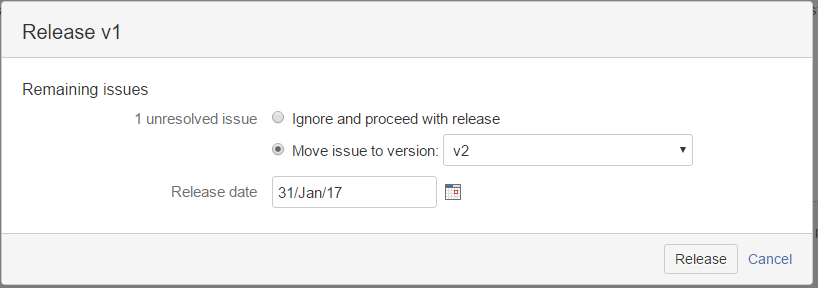 Release v1
Remaining issues
1 unresolved issue Ignore and proceed with release
Move issue to version: v2
Release date 31/Jan/17
Release Cancel